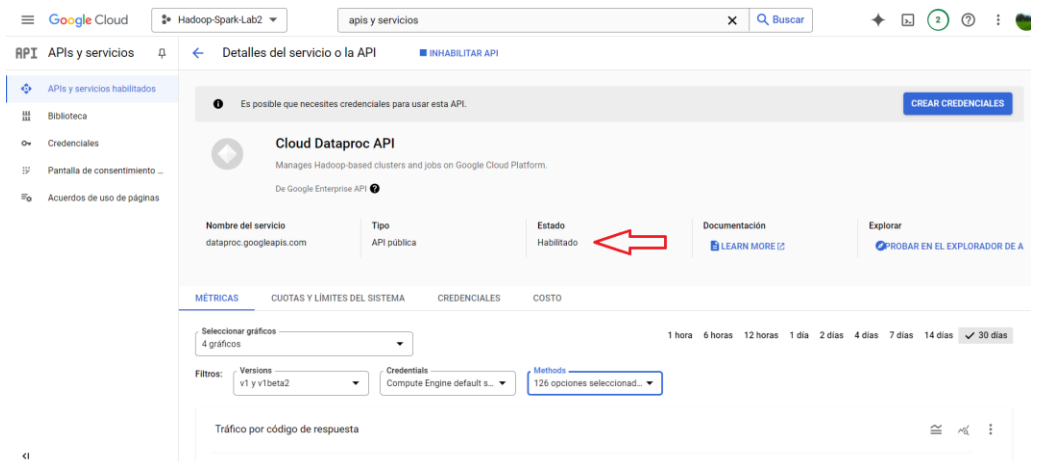 Google Cloud
Hadoop-Spark-Lab2
apis y servicios
Buscar
2
API APIs y servicios
Detalles del servicio o la API
INHABILITAR API
APIs y servicios habilitados
Biblioteca
Credenciales
Pantalla de consentimiento ...
Acuerdos de uso de páginas
Es posible que necesites credenciales para usar esta API.
CREAR CREDENCIALES
Cloud Dataproc API
Manages Hadoop-based clusters and jobs on Google Cloud Platform.
De Google Enterprise API
Nombre del servicio
dataproc.googleapis.com
Tipo
API pública
Estado
Habilitado
Documentación
LEARN MORE
Explorar
PROBAR EN EL EXPLORADOR DE A
MÉTRICAS CUOTAS Y LÍMITES DEL SISTEMA CREDENCIALES COSTO
Seleccionar gráficos
4 gráficos
1 hora 6 horas 12 horas 1 día 2 días 4 días 7 días 14 días 30 días
Filtros:
Versions
v1 y v1beta2
Credentials
Compute Engine default s...
Methods
126 opciones seleccionad...
Tráfico por código de respuesta